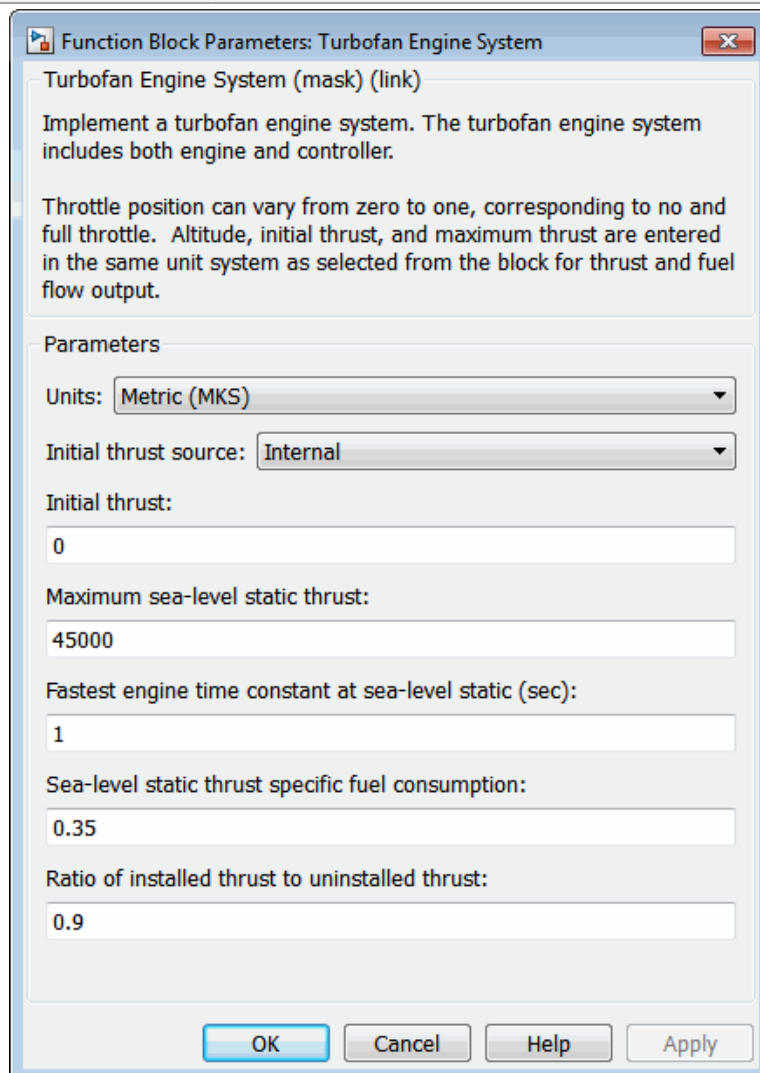 Function Block Parameters: Turbofan Engine System
Turbofan Engine System (mask) (link)
Implement a turbofan engine system. The turbofan engine system
includes both engine and controller.
Throttle position can vary from zero to one, corresponding to no and
full throttle.  Altitude, initial thrust, and maximum thrust are entered
in the same unit system as selected from the block for thrust and fuel
flow output.
Parameters
Units: Metric (MKS)
Initial thrust source: Internal
Initial thrust:
0
Maximum sea-level static thrust:
45000
Fastest engine time constant at sea-level static (sec):
1
Sea-level static thrust specific fuel consumption:
0.35
Ratio of installed thrust to uninstalled thrust:
0.9
OK Cancel Help Apply